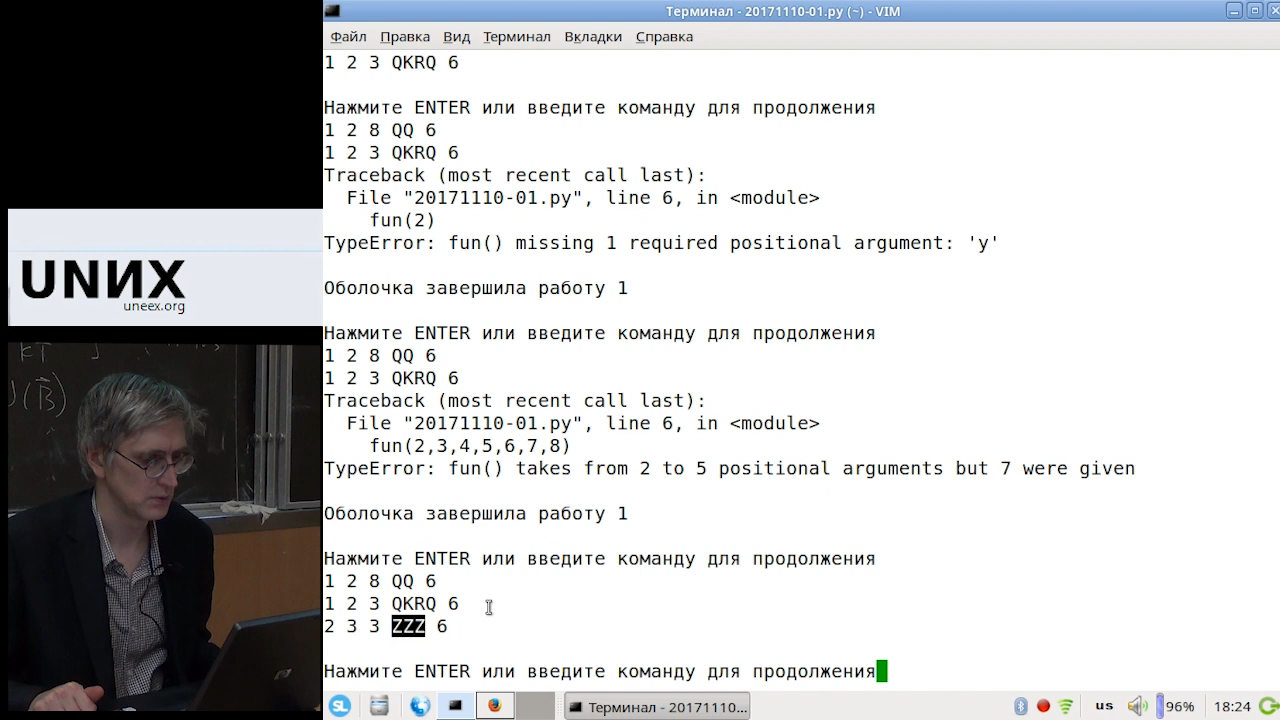 Терминал - 20171110-01.py (~) - VIM
Файл Правка Вид Терминал Вкладки Справка
1 2 3 QKRQ 6
Нажмите ENTER или введите команду для продолжения
1 2 8 QQ 6
1 2 3 QKRQ 6
Traceback (most recent call last):
File "20171110-01.py", line 6, in <module>
fun(2)
TypeError: fun() missing 1 required positional argument: 'y'
Оболочка завершила работу 1
Нажмите ENTER или введите команду для продолжения
1 2 8 QQ 6
1 2 3 QKRQ 6
Traceback (most recent call last):
File "20171110-01.py", line 6, in <module>
fun(2,3,4,5,6,7,8)
TypeError: fun() takes from 2 to 5 positional arguments but 7 were given
Оболочка завершила работу 1
Нажмите ENTER или введите команду для продолжения
1 2 8 QQ 6
1 2 3 QKRQ 6
2 3 3 ZZZ 6
Нажмите ENTER или введите команду для продолжения
Терминал - 20171110...
us
96%
18:24
UNИX
uneex.org
(B)